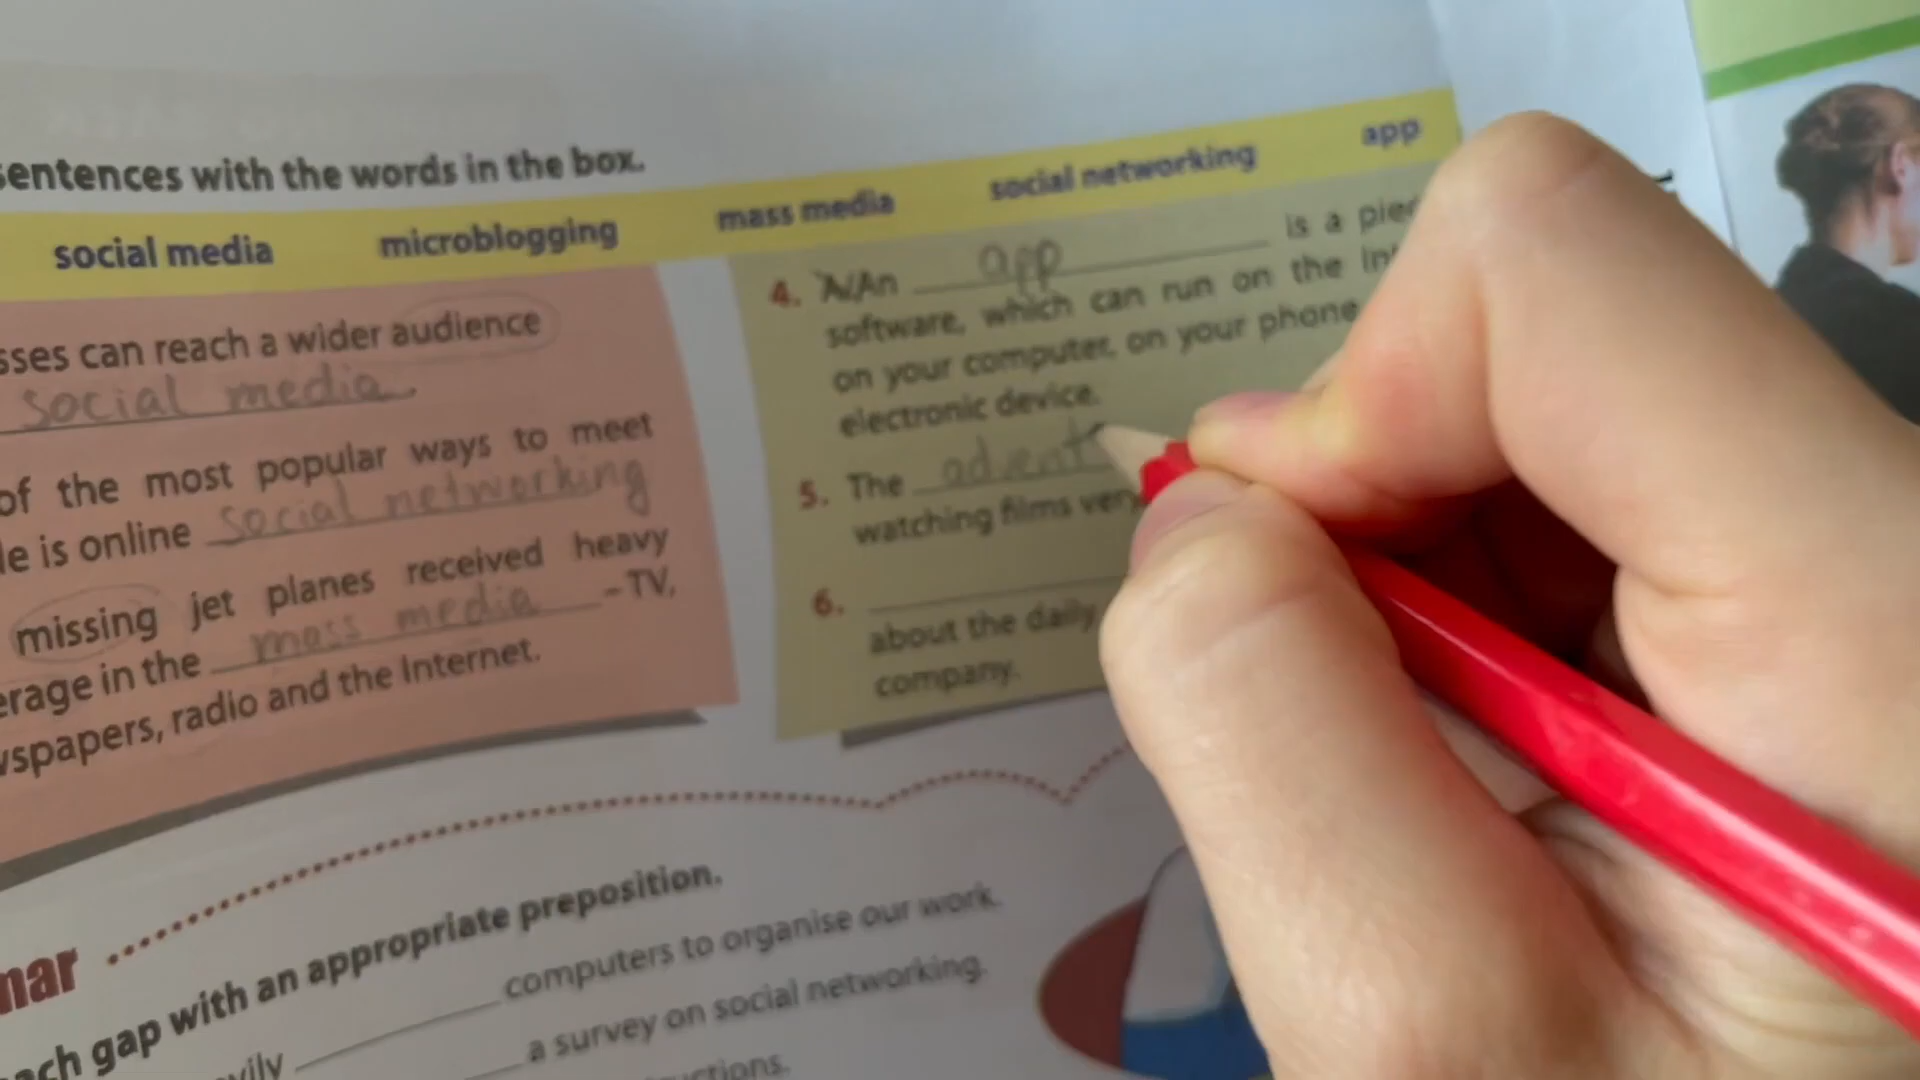 sentences with the words in the box.
social media microblogging mass media social networking app
sses can reach a wider audience
social media.
of the most popular ways to meet
le is online social networking
missing jet planes received heavy
erage in the mass media – TV,
wspapers, radio and the Internet.
4. A/An app is a
software, which can run on the
on your computer, on your phone
electronic device.
5. The advent
watching films
6.
about the daily
company.
mar
ach gap with an appropriate preposition.
computers to organise our work.
a survey on social networking.